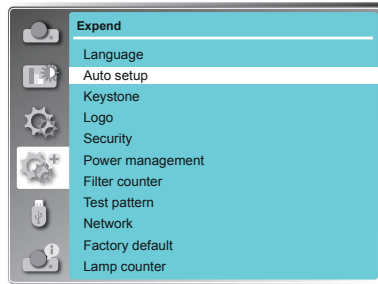 Expend
Language
Auto setup
Keystone
Logo
Security
Power management
Filter counter
Test pattern
Network
Factory default
Lamp counter